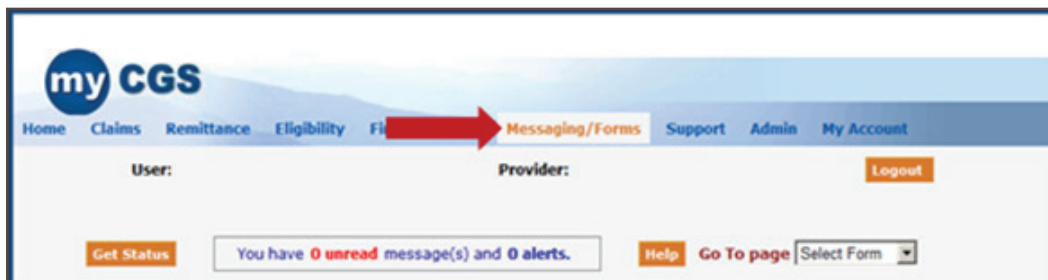 my CGS
Home Claims Remittance Eligibility Messaging/Forms Support Admin My Account
User: Provider: Logout
Get Status You have 0 unread message(s) and 0 alerts. Help Go To page Select Form